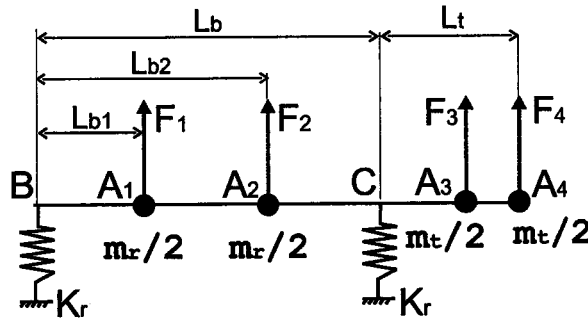 Lb Lt
Lb2
Lb1 F1 F2 F3 F4
B A1 A2 C A3 A4
mr/2 mr/2 mt/2 mt/2
Kr Kr